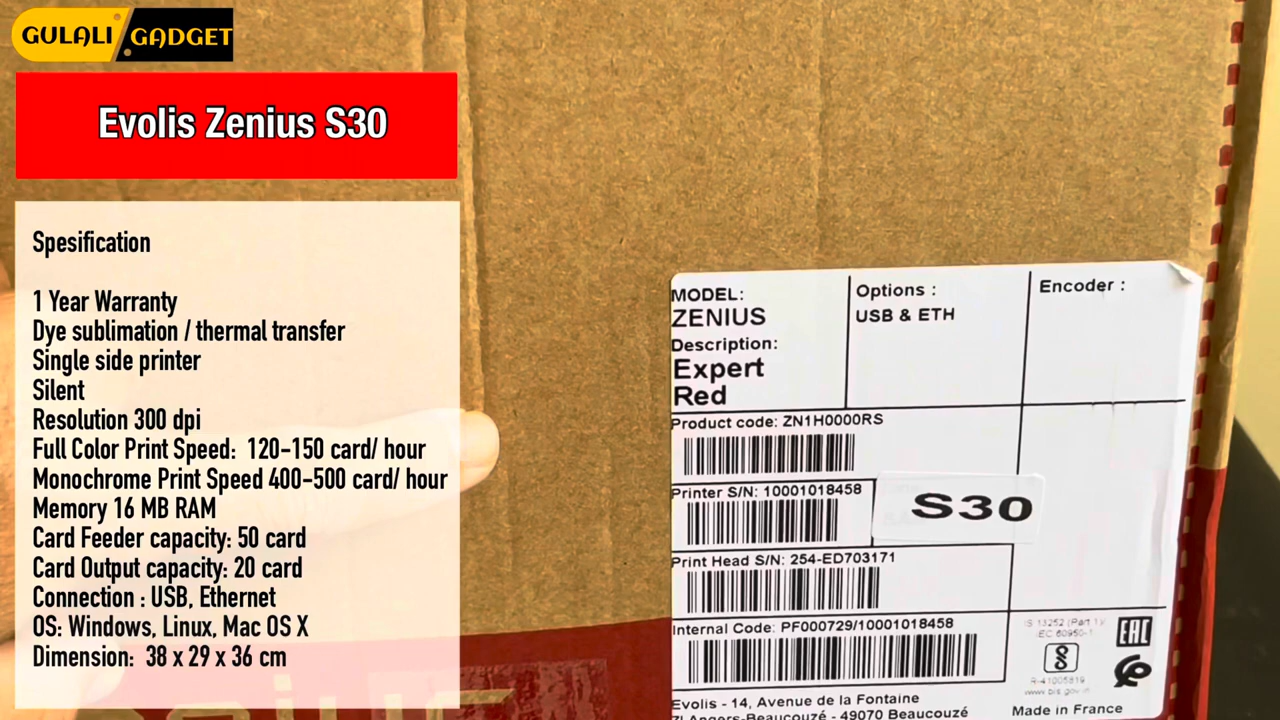 GULALI GADGET
Evolis Zenius S30
Spesification
1 Year Warranty
Dye sublimation / thermal transfer
Single side printer
Silent
Resolution 300 dpi
Full Color Print Speed: 120-150 card/ hour
Monochrome Print Speed 400-500 card/ hour
Memory 16 MB RAM
Card Feeder capacity: 50 card
Card Output capacity: 20 card
Connection : USB, Ethernet
OS: Windows, Linux, Mac OS X
Dimension: 38 x 29 x 36 cm
MODEL:
ZENIUS
Description:
Expert
Red
Options :
USB & ETH
Encoder :
Product code: ZN1H0000RS
Printer S/N: 10001018458
S30
Print Head S/N: 254-ED703171
Internal Code: PF000729/10001018458
IS 13252 (Part 1)/
IEC 60950-1
EAC
R-41005819
www.bis.gov.in
Evolis - 14, Avenue de la Fontaine
ZI Angers-Beaucouzé - 49070 Beaucouzé
Made in France